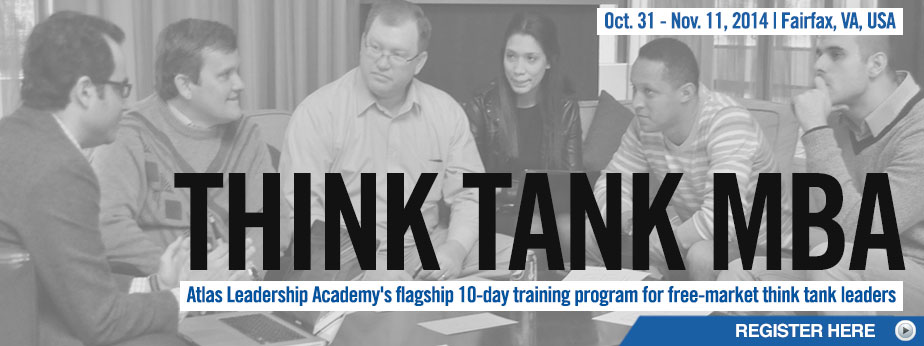 Oct. 31 - Nov. 11, 2014 | Fairfax, VA, USA
THINK TANK MBA
Atlas Leadership Academy's flagship 10-day training program for free-market think tank leaders
REGISTER HERE